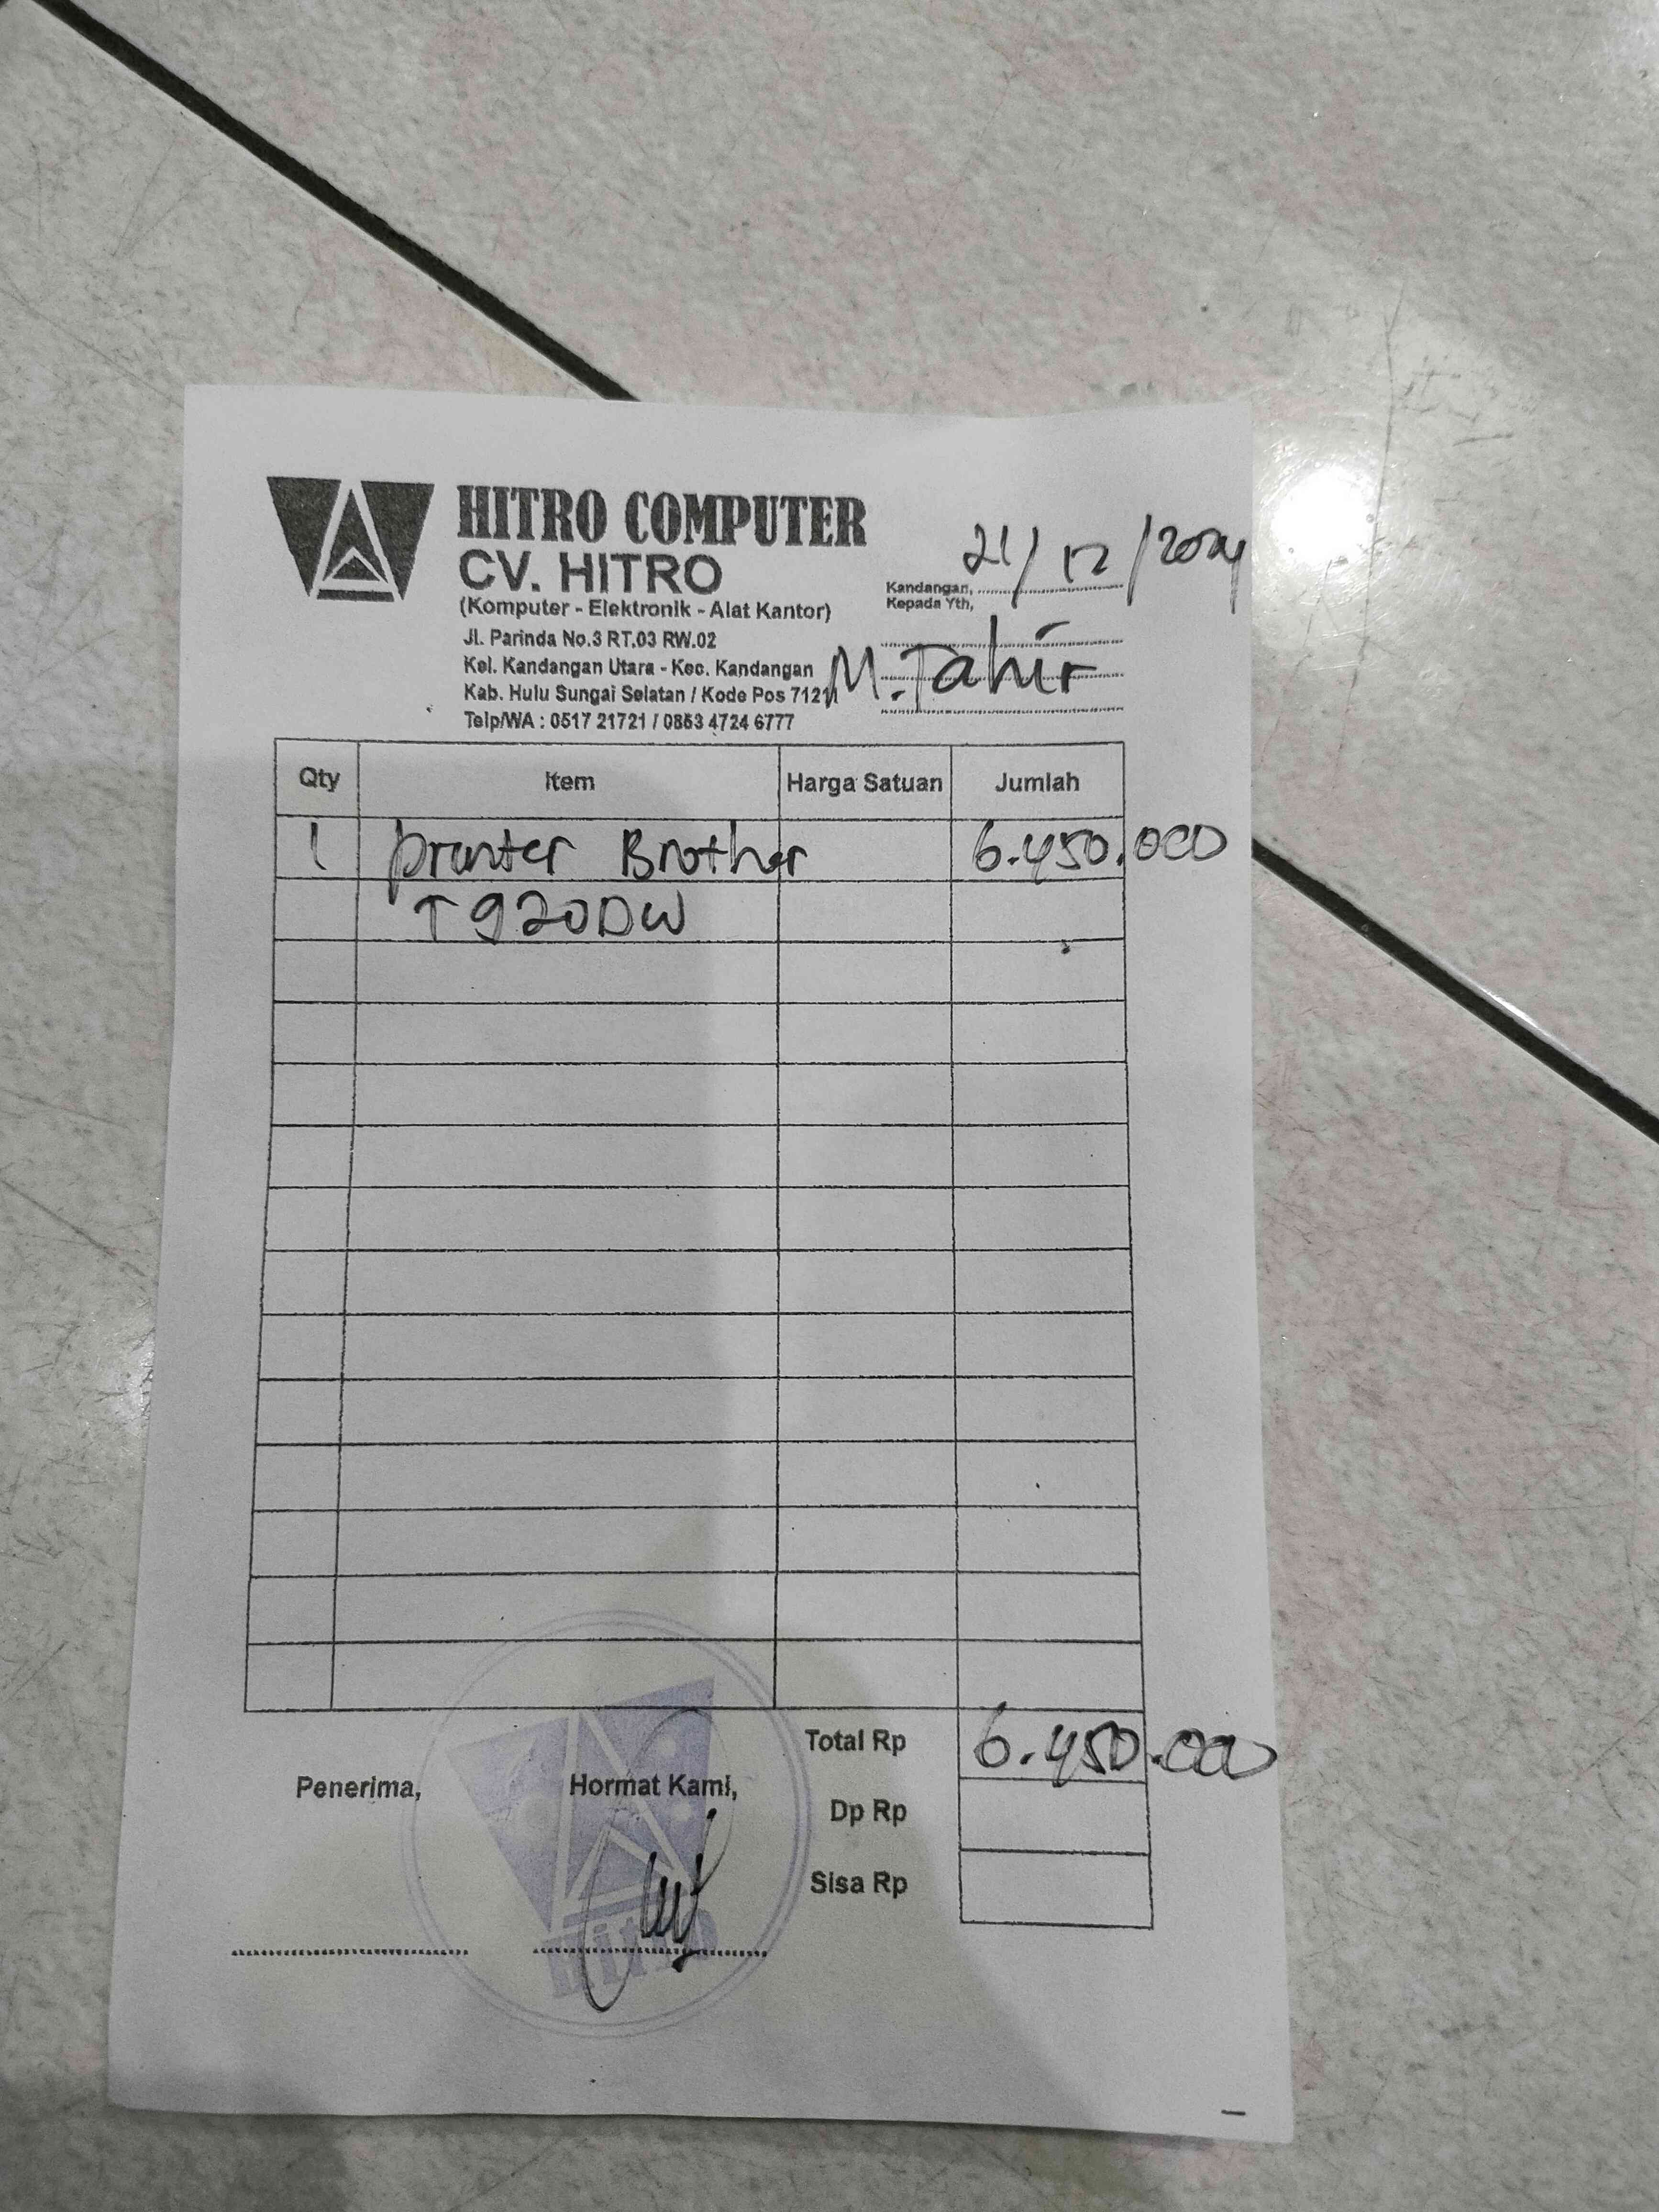 HITRO COMPUTER
CV. HITRO
(Komputer - Elektronik - Alat Kantor)
Jl. Parinda No.3 RT.03 RW.02
Kel. Kandangan Utara - Kec. Kandangan
Kab. Hulu Sungai Selatan / Kode Pos 71211
Telp/WA : 0517 21721 / 0853 4724 6777
Kandangan, 21/12/2024
Kepada Yth,
M. Tahir
Qty Item Harga Satuan Jumlah
1 Printer Brother 6.450.000
T920DW
Total Rp 6.450.000
Penerima, Hormat Kami,
Dp Rp
Sisa Rp
Hitro